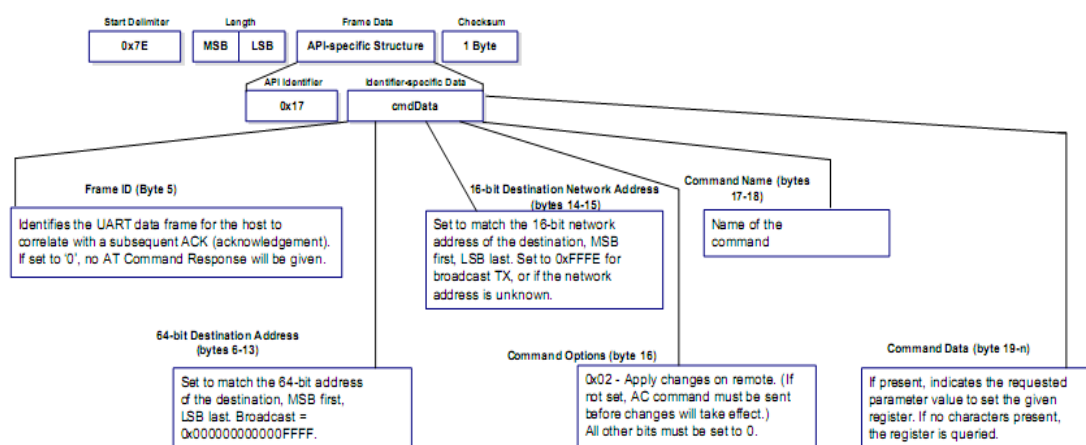 Start Delimiter
Length
Frame Data
Checksum
0x7E
MSB
LSB
API-specific Structure
1 Byte
API Identifier
Identifier-specific Data
0x17
cmdData
Frame ID (Byte 5)
Identifies the UART data frame for the host to
correlate with a subsequent ACK (acknowledgement).
If set to '0', no AT Command Response will be given.
16-bit Destination Network Address
(bytes 14-15)
Set to match the 16-bit network
address of the destination, MSB
first, LSB last. Set to 0xFFFE for
broadcast TX, or if the network
address is unknown.
Command Name (bytes
17-18)
Name of the
command
64-bit Destination Address
(bytes 6-13)
Set to match the 64-bit address
of the destination, MSB first,
LSB last. Broadcast =
0x000000000000FFFF.
Command Options (byte 16)
0x02 - Apply changes on remote. (If
not set, AC command must be sent
before changes will take effect.)
All other bits must be set to 0.
Command Data (byte 19-n)
If present, indicates the requested
parameter value to set the given
register. If no characters present,
the register is queried.